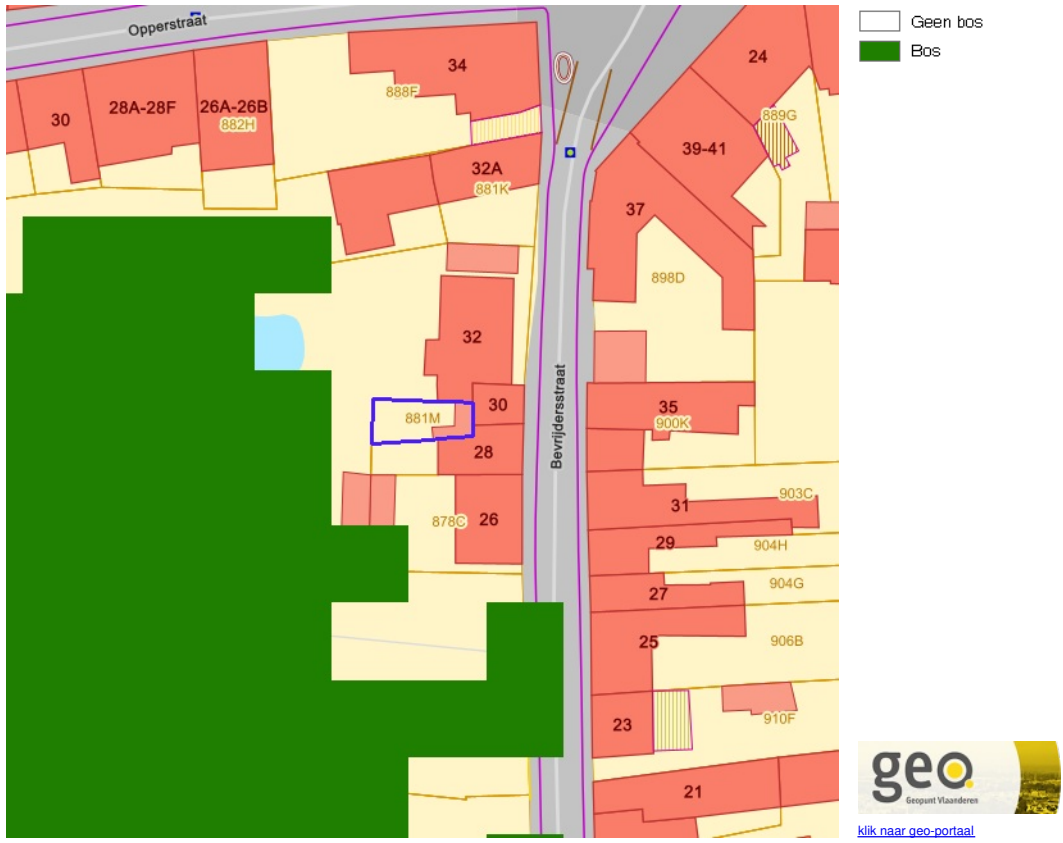 Opperstraat
Geen bos
Bos
34
24
888F
30
28A-28F
26A-26B
882H
889G
39-41
32A
881K
37
898D
32
Bevrijdersstraat
881M
30
35
900K
28
903C
31
878C
26
29
904H
904G
27
25
906B
23
910F
21
geo.
Geopunt Vlaanderen
klik naar geo-portaal